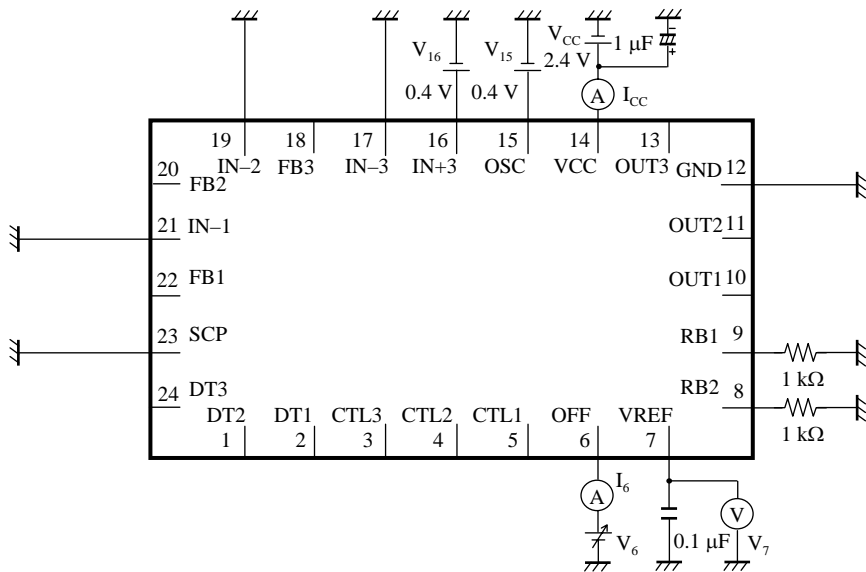 V16
0.4 V
V15
0.4 V
VCC
2.4 V
1 μF
−
+
A
ICC
19 18 17 16 15 14 13
IN–2 FB3 IN–3 IN+3 OSC VCC OUT3
20
FB2
21
IN–1
22
FB1
23
SCP
24
DT3
GND 12
OUT2 11
OUT1 10
RB1 9
1 kΩ
RB2 8
1 kΩ
DT2 DT1 CTL3 CTL2 CTL1 OFF VREF
1 2 3 4 5 6 7
A
I6
V6
0.1 μF
V
V7